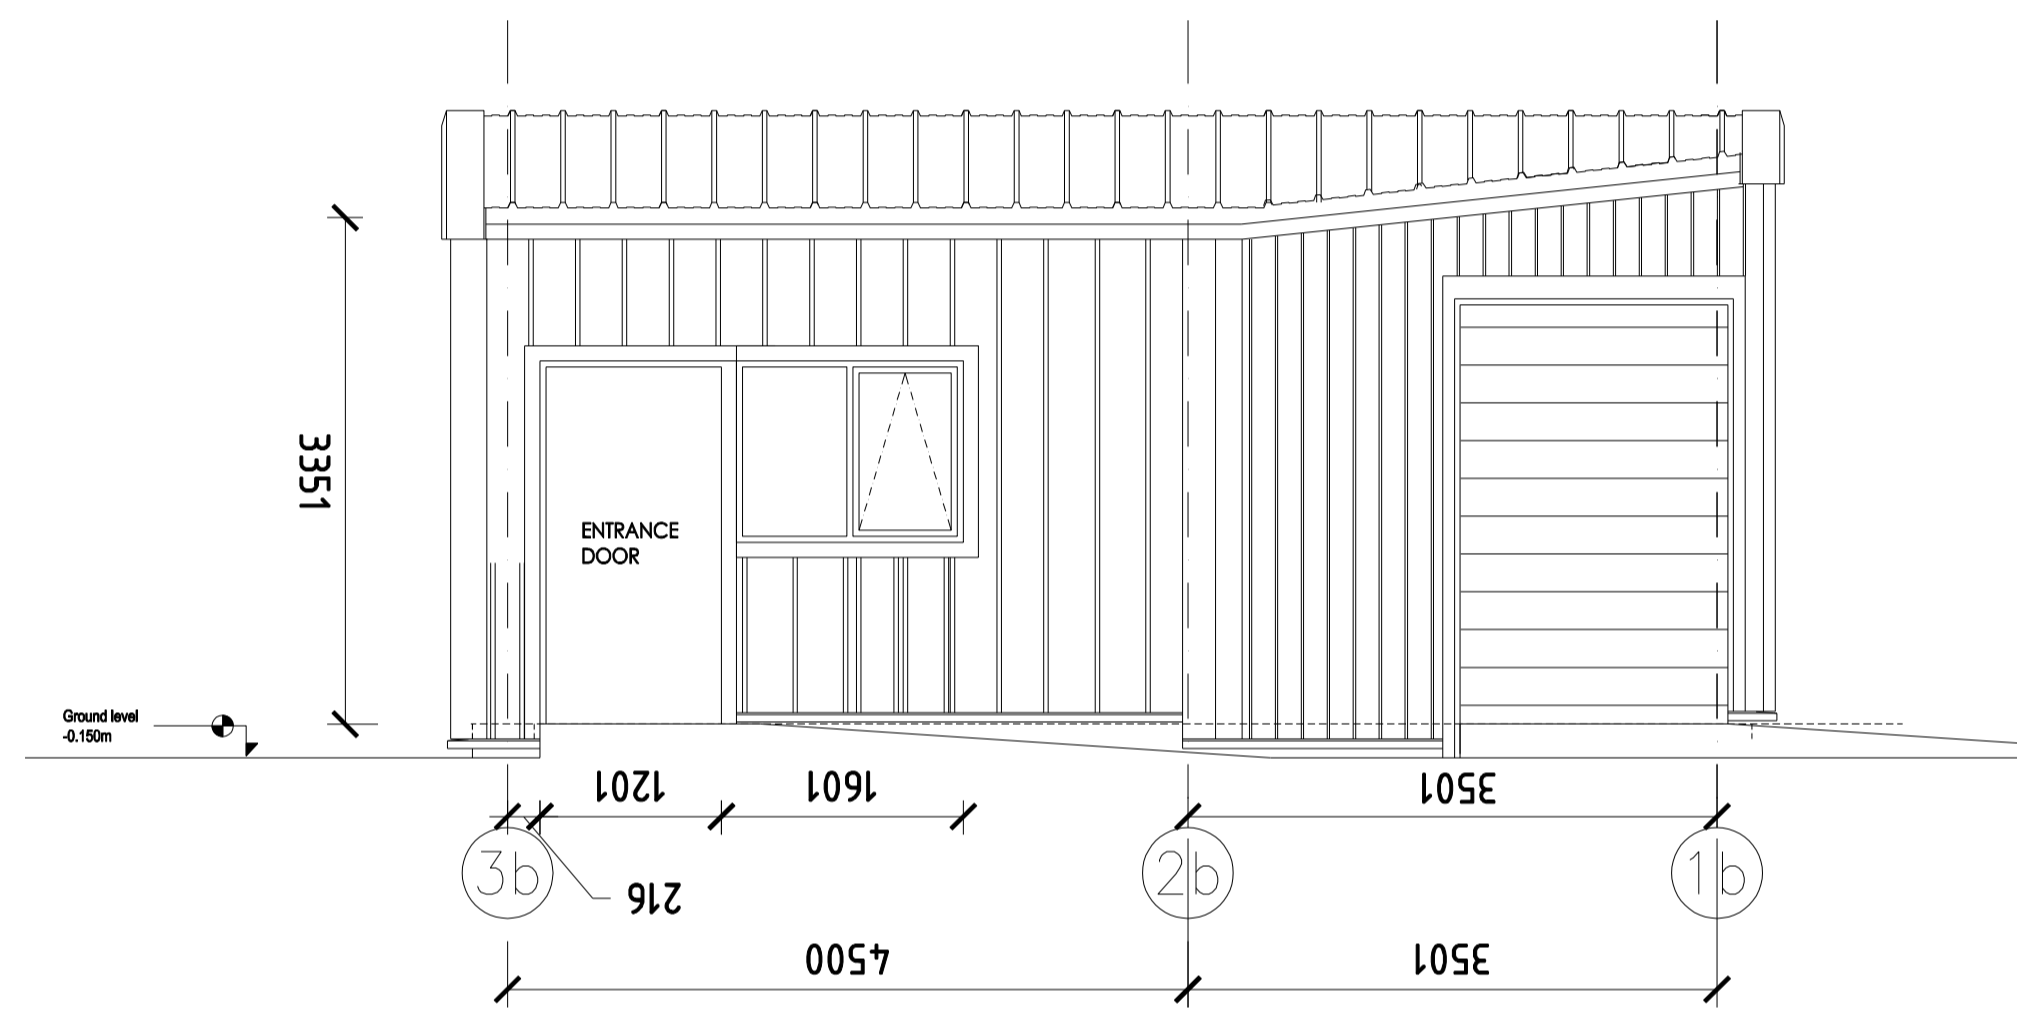 3351
ENTRANCE
DOOR
Ground level
-0.150m
1201
1601
3501
3b
2b
1b
216
4500
3501